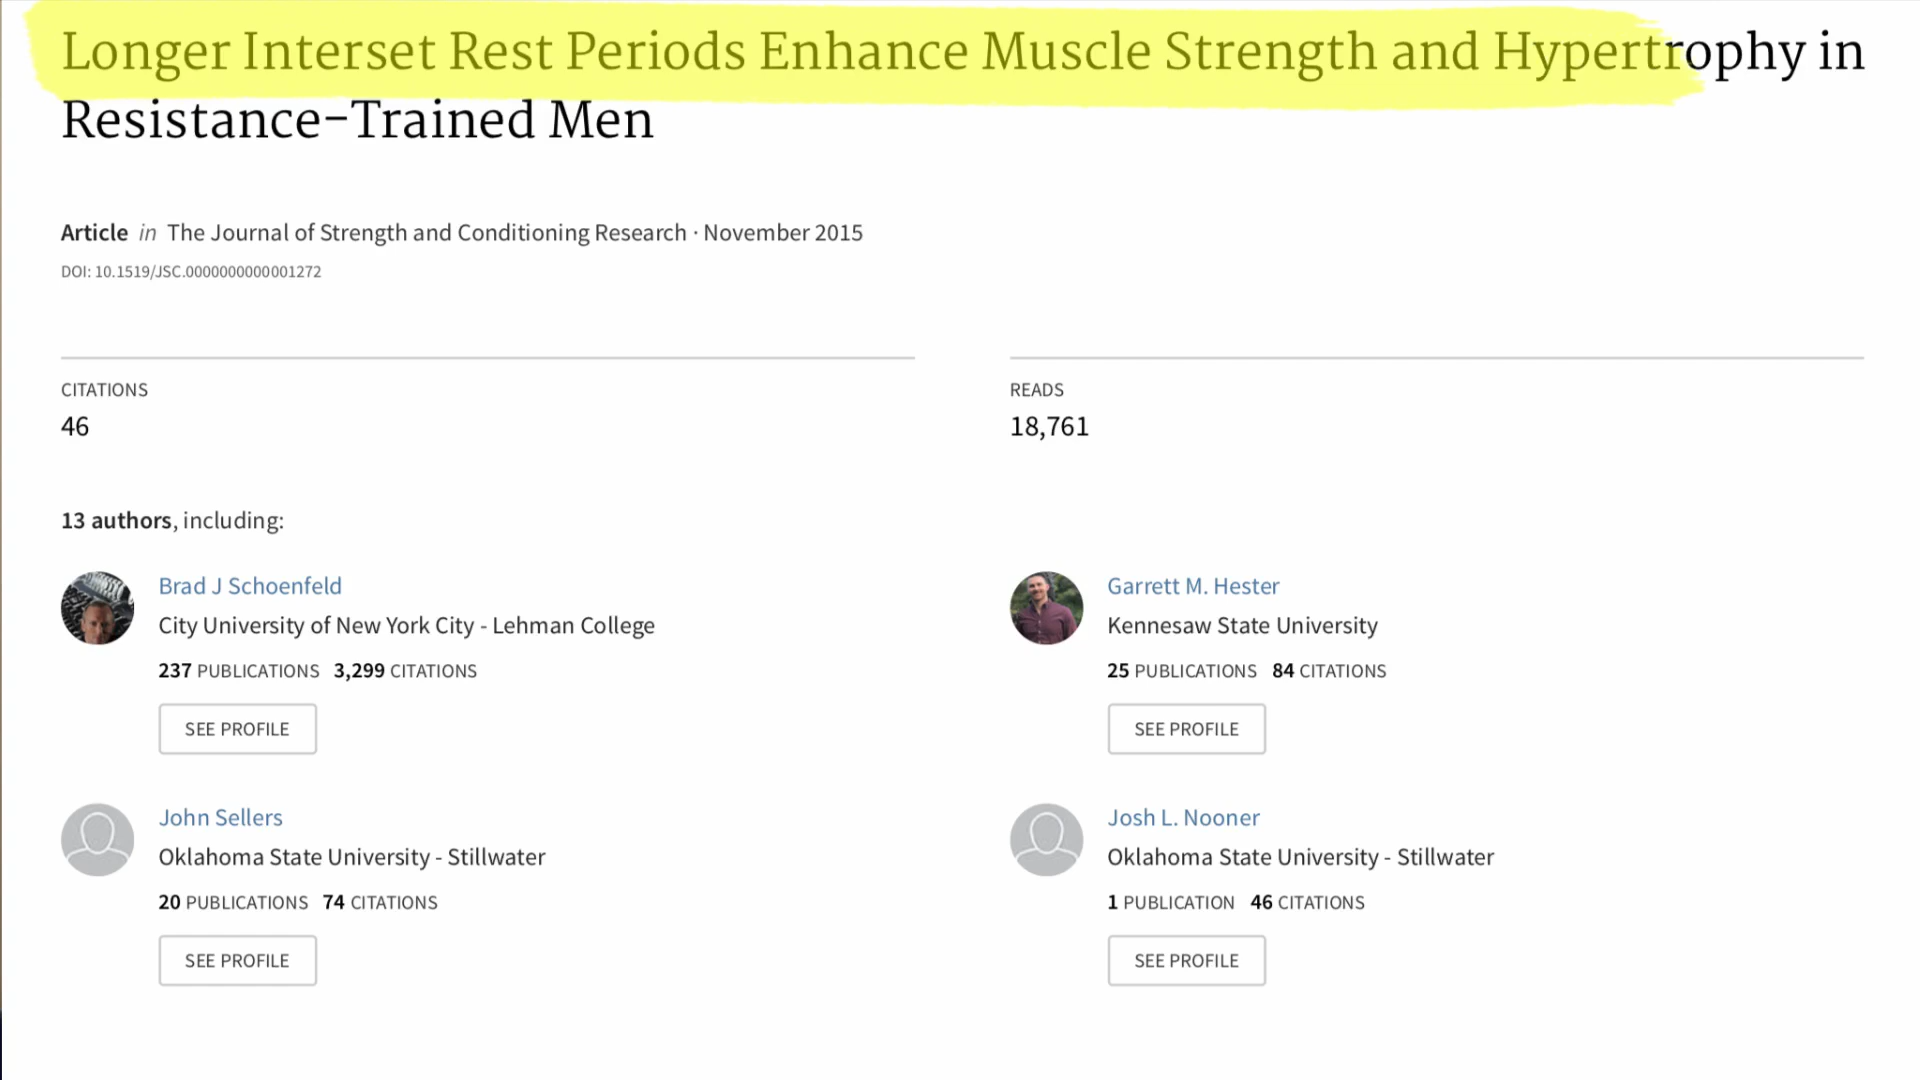 Longer Interset Rest Periods Enhance Muscle Strength and Hypertrophy in
Resistance-Trained Men
Article in The Journal of Strength and Conditioning Research · November 2015
DOI: 10.1519/JSC.0000000000001272
CITATIONS
46
READS
18,761
13 authors, including:
Brad J Schoenfeld
City University of New York City - Lehman College
237 PUBLICATIONS 3,299 CITATIONS
SEE PROFILE
Garrett M. Hester
Kennesaw State University
25 PUBLICATIONS 84 CITATIONS
SEE PROFILE
John Sellers
Oklahoma State University - Stillwater
20 PUBLICATIONS 74 CITATIONS
SEE PROFILE
Josh L. Nooner
Oklahoma State University - Stillwater
1 PUBLICATION 46 CITATIONS
SEE PROFILE